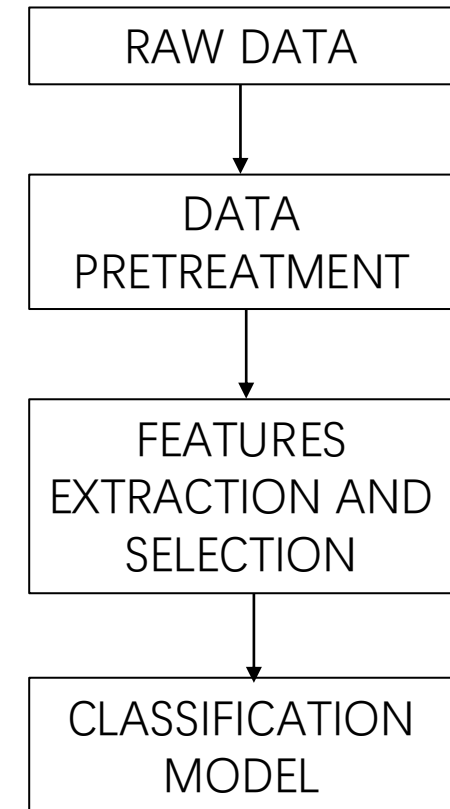 RAW DATA
DATA
PRETREATMENT
FEATURES
EXTRACTION AND
SELECTION
CLASSIFICATION
MODEL